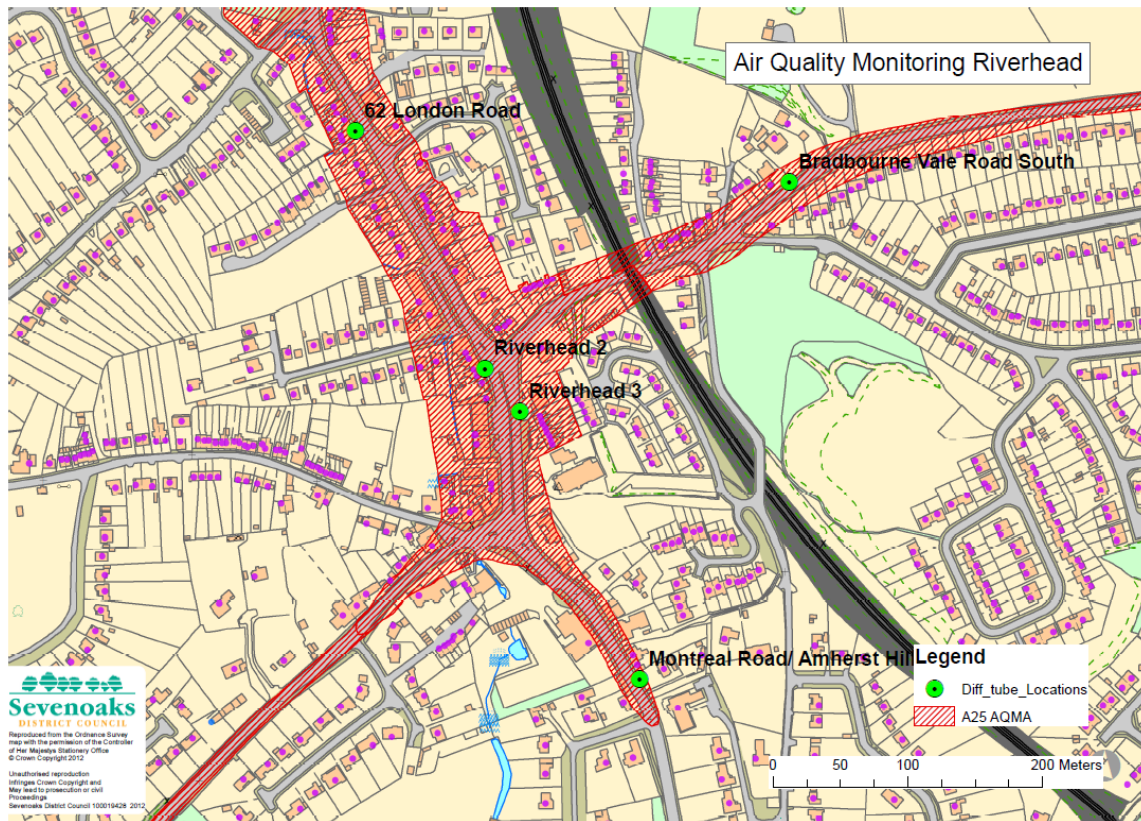 Air Quality Monitoring Riverhead
62 London Road
Bradbourne Vale Road South
Riverhead 2
Riverhead 3
Montreal Road/ Amherst Hill
Legend
Diff_tube_Locations
A25 AQMA
0 50 100 200 Meters
Sevenoaks
DISTRICT COUNCIL
Reproduced from the Ordnance Survey
map with the permission of the Controller
of Her Majestys Stationery Office
© Crown Copyright 2012
Unauthorised reproduction
Infringes Crown Copyright and
May lead to prosecution or civil
Proceedings
Sevenoaks District Council 100019428 2012